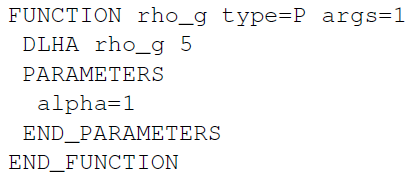 FUNCTION rho_g type=P args=1
DLHA rho_g 5
PARAMETERS
alpha=1
END_PARAMETERS
END_FUNCTION